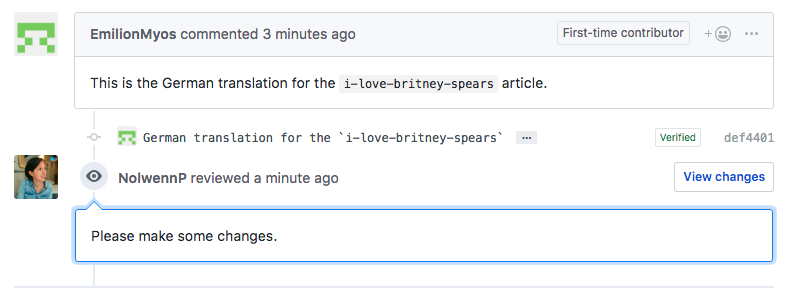 EmilionMyos commented 3 minutes ago First-time contributor
This is the German translation for the i-love-britney-spears article.
German translation for the `i-love-britney-spears` Verified def4401
NolwennP reviewed a minute ago View changes
Please make some changes.